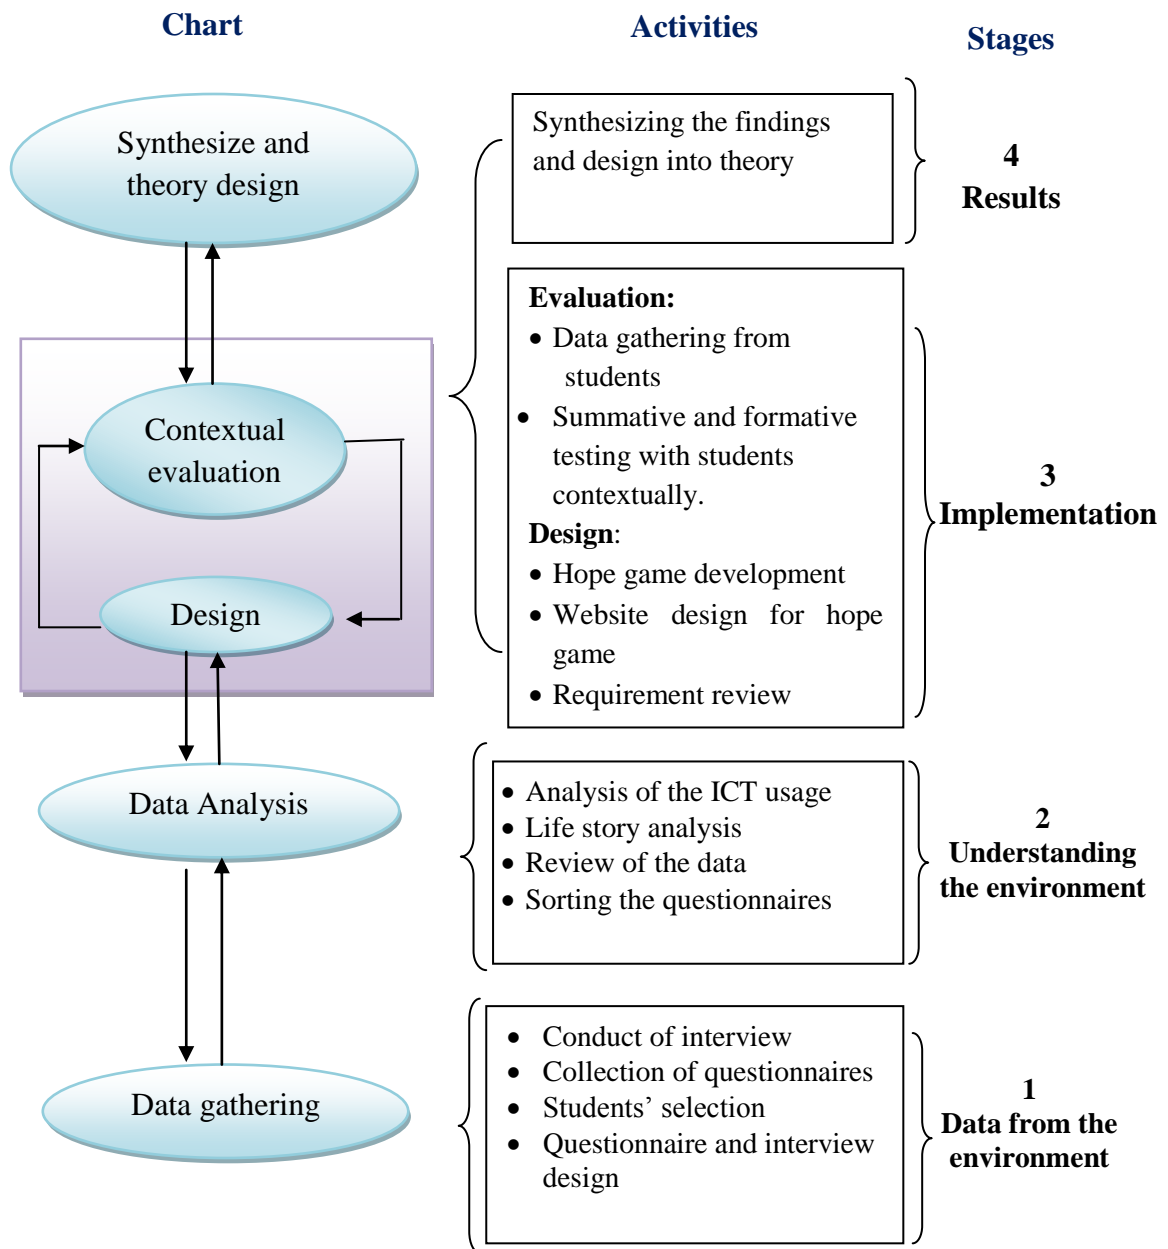 Chart
Activities
Stages
Synthesize and
theory design
Synthesizing the findings
and design into theory
4
Results
Contextual
evaluation
Design
Evaluation:
• Data gathering from
students
• Summative and formative
testing with students
contextually.
Design:
• Hope game development
• Website design for hope
game
• Requirement review
3
Implementation
Data Analysis
• Analysis of the ICT usage
• Life story analysis
• Review of the data
• Sorting the questionnaires
2
Understanding
the environment
Data gathering
• Conduct of interview
• Collection of questionnaires
• Students’ selection
• Questionnaire and interview
design
1
Data from the
environment